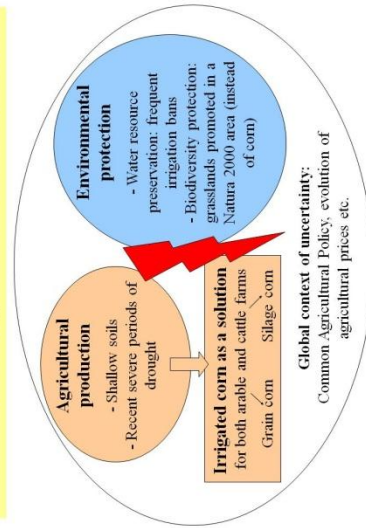 Agricultural
production
- Shallow soils
- Recent severe periods of
drought
Environmental
protection
- Water resource
preservation: frequent
irrigation bans
- Biodiversity protection:
grasslands promoted in a
Natura 2000 area (instead
of corn)
Irrigated corn as a solution
for both arable and cattle farms
Grain corn
Silage corn
Global context of uncertainty:
Common Agricultural Policy, evolution of
agricultural prices etc.